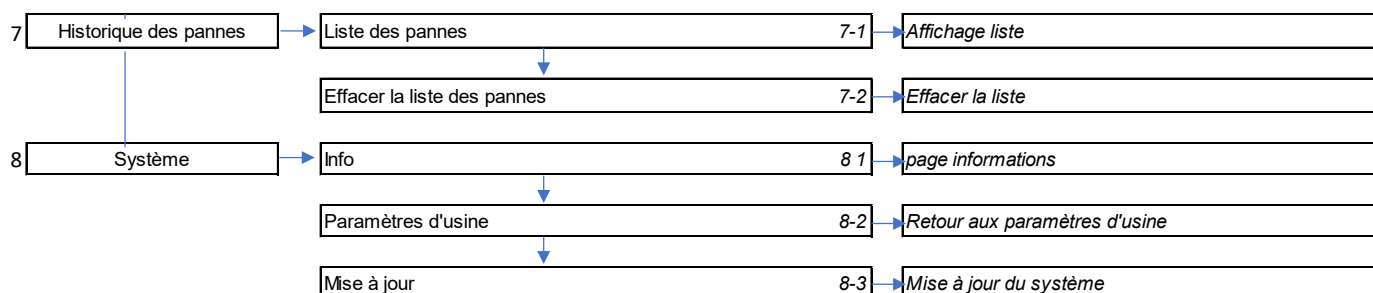 7 Historique des pannes Liste des pannes 7-1 Affichage liste
Effacer la liste des pannes 7-2 Effacer la liste
8 Système Info 8 1 page informations
Paramètres d'usine 8-2 Retour aux paramètres d'usine
Mise à jour 8-3 Mise à jour du système